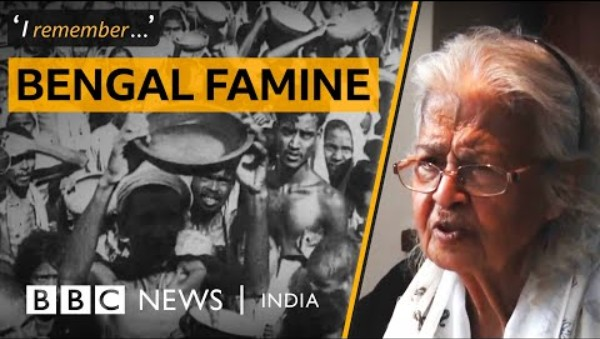 'I remember...'
BENGAL FAMINE
BBC NEWS | INDIA